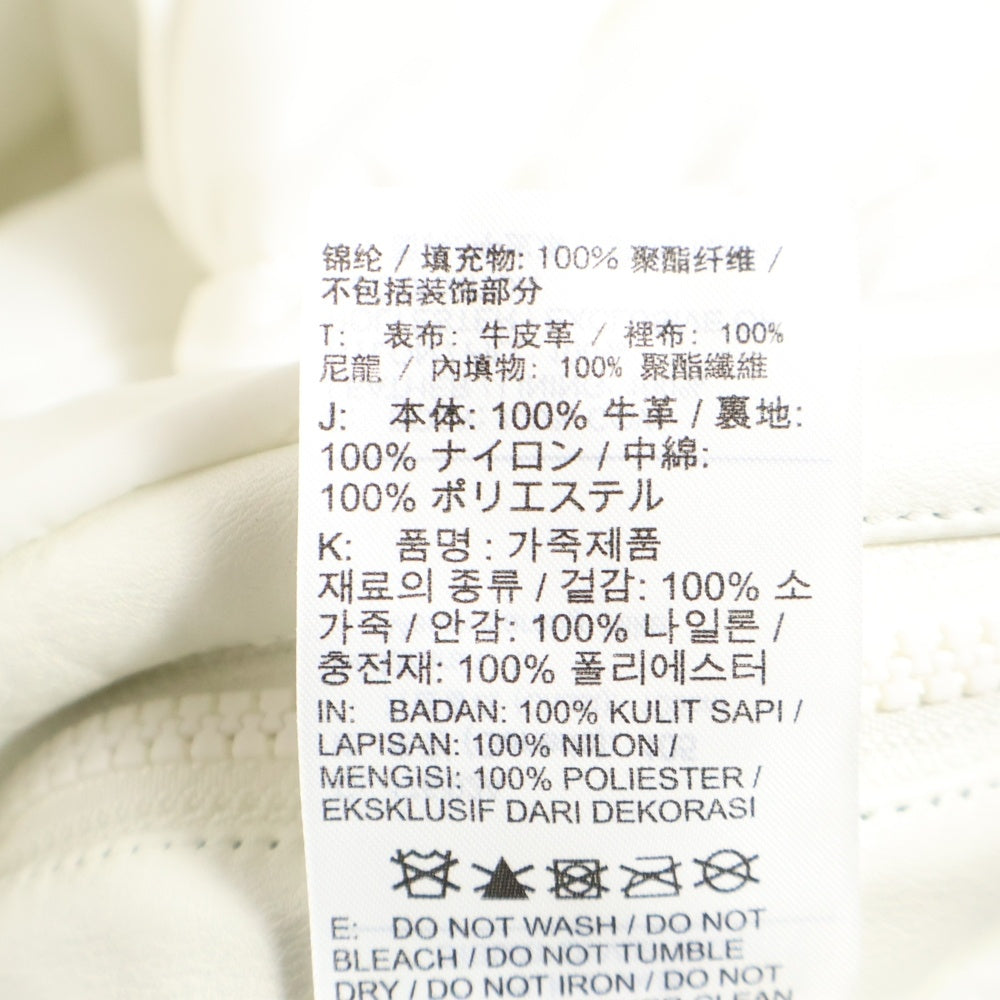 锦纶 / 填充物: 100% 聚酯纤维 /
不包括装饰部分
T: 表布: 牛皮革 / 裡布: 100%
尼龍 / 內填物: 100% 聚酯纖維
J: 本体: 100% 牛革 / 裏地:
100% ナイロン / 中綿:
100% ポリエステル
K: 품명 : 가죽제품
재료의 종류 / 겉감: 100% 소
가죽 / 안감: 100% 나일론 /
충전재: 100% 폴리에스터
IN: BADAN: 100% KULIT SAPI /
LAPISAN: 100% NILON /
MENGISI: 100% POLIESTER /
EKSKLUSIF DARI DEKORASI
E: DO NOT WASH / DO NOT
BLEACH / DO NOT TUMBLE
DRY / DO NOT IRON / DO NOT
CLEAN